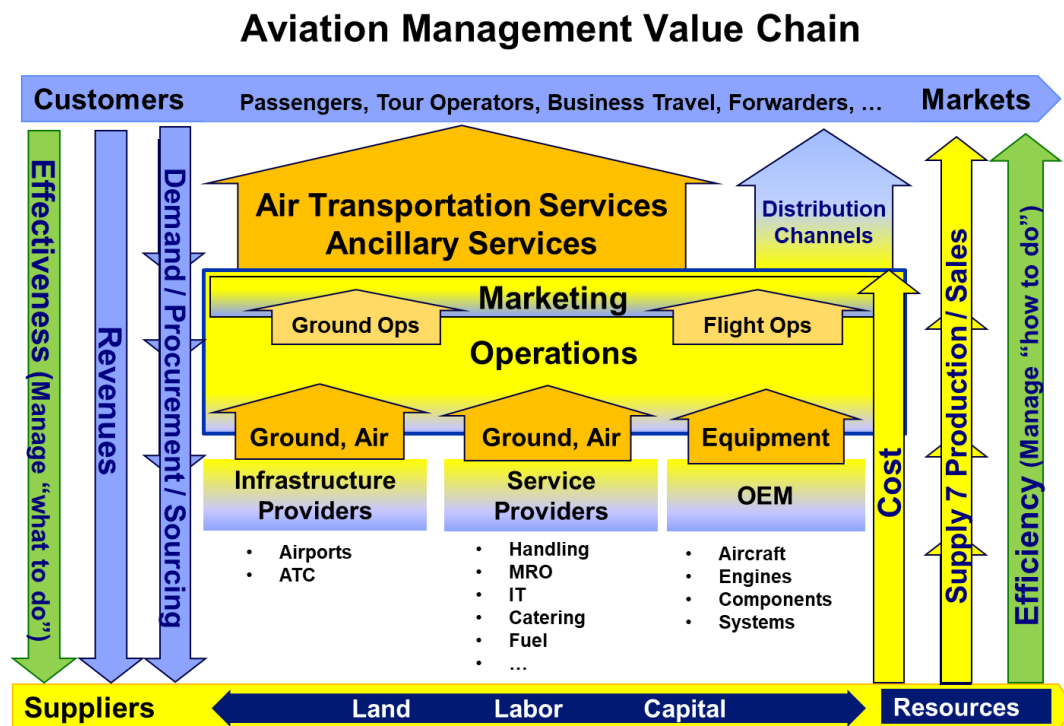 Aviation Management Value Chain
Customers
Passengers, Tour Operators, Business Travel, Forwarders, …
Markets
Effectiveness (Manage “what to do”)
Revenues
Demand / Procurement / Sourcing
Air Transportation Services
Ancillary Services
Distribution
Channels
Marketing
Ground Ops
Flight Ops
Operations
Ground, Air
Ground, Air
Equipment
Infrastructure
Providers
Service
Providers
OEM
• Airports
• ATC
• Handling
• MRO
• IT
• Catering
• Fuel
• …
• Aircraft
• Engines
• Components
• Systems
Cost
Supply 7 Production / Sales
Efficiency (Manage “how to do”)
Suppliers
Land
Labor
Capital
Resources